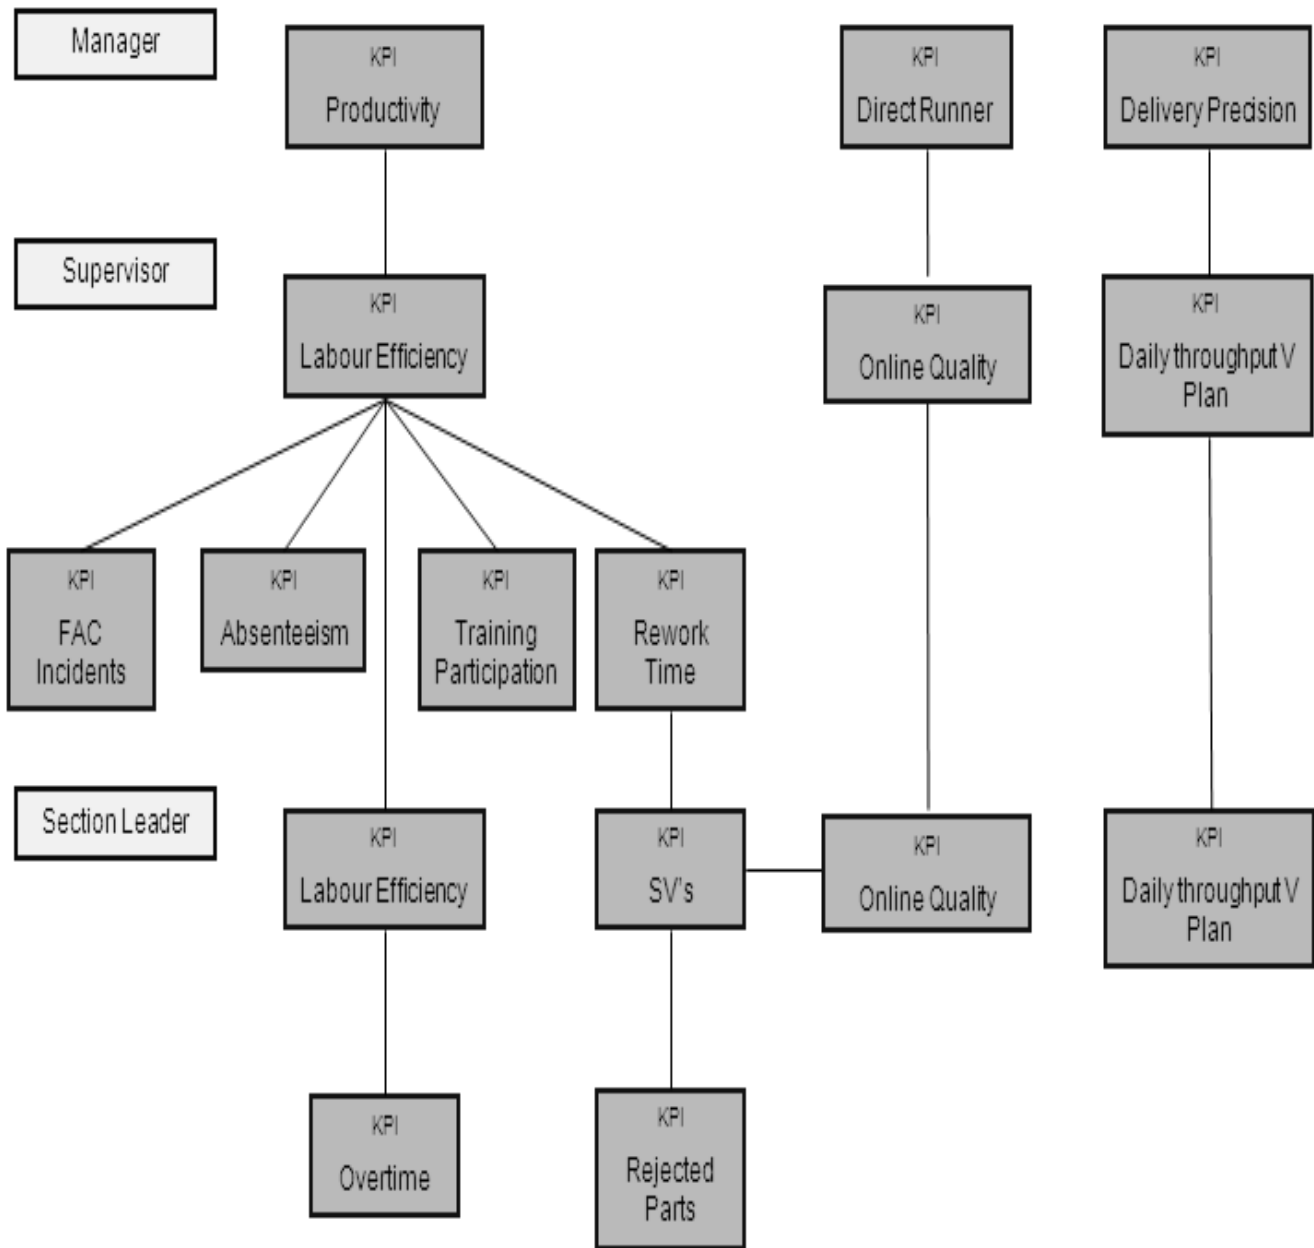 Manager
KPI
Productivity
KPI
Direct Runner
KPI
Delivery Precision
Supervisor
KPI
Labour Efficiency
KPI
Online Quality
KPI
Daily throughput V
Plan
KPI
FAC
Incidents
KPI
Absenteeism
KPI
Training
Participation
KPI
Rework
Time
Section Leader
KPI
Labour Efficiency
KPI
SV's
KPI
Online Quality
KPI
Daily throughput V
Plan
KPI
Overtime
KPI
Rejected
Parts